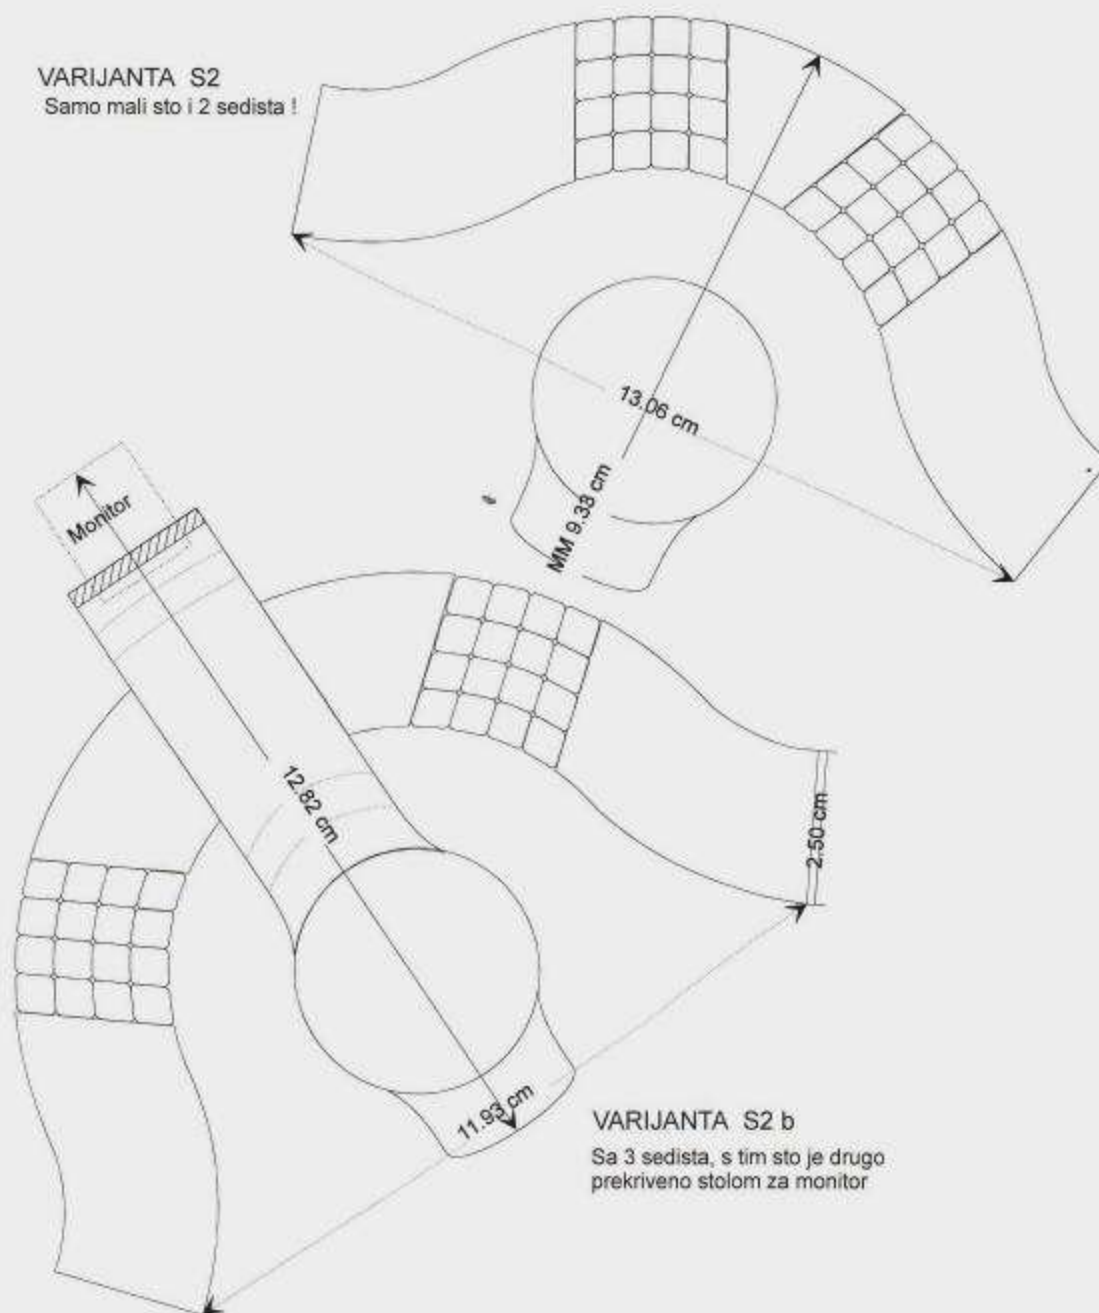 VARIJANTA S2
Samo mali sto i 2 sedista !
13.06 cm
MM 9.38 cm
Monitor
12.82 cm
2.50 cm
11.93 cm
VARIJANTA S2 b
Sa 3 sedista, s tim sto je drugo
prekriveno stolom za monitor